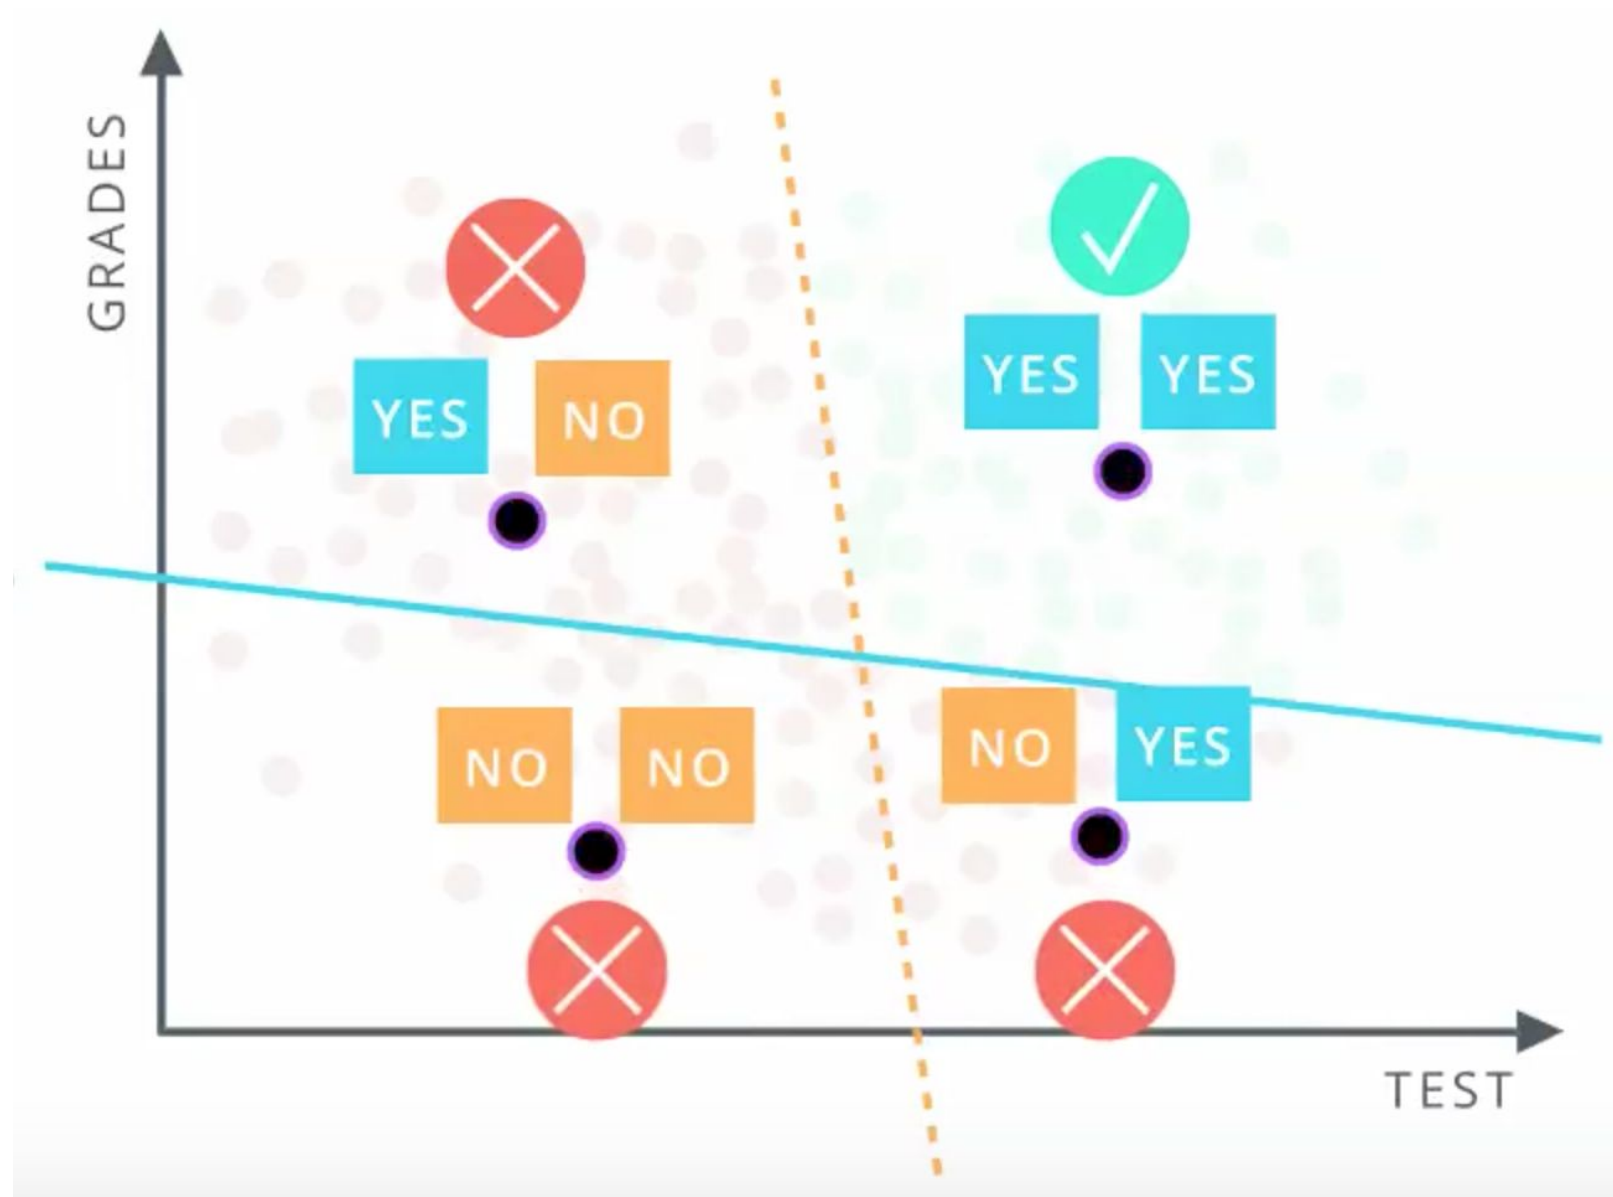 GRADES
YES YES
YES NO
NO YES
NO NO
TEST